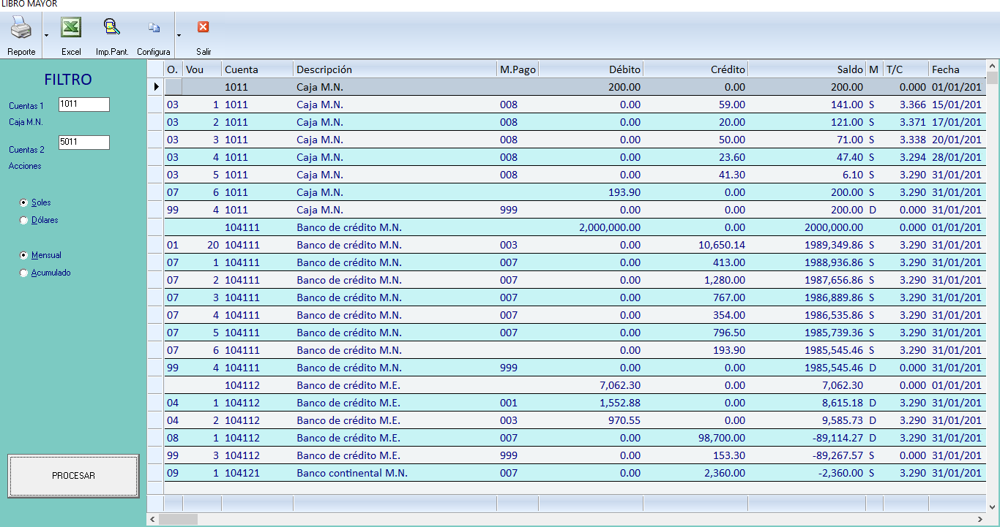 LIBRO MAYOR
Reporte Excel Imp.Pant. Configura Salir
FILTRO
Cuentas 1 1011
Caja M.N.
Cuentas 2 5011
Acciones
Soles
Dólares
Mensual
Acumulado
PROCESAR
O. Vou Cuenta Descripción M.Pago Débito Crédito Saldo M T/C Fecha
1011 Caja M.N. 200.00 0.00 200.00 0.000 01/01/201
03 1 1011 Caja M.N. 008 0.00 59.00 141.00 S 3.366 15/01/201
03 2 1011 Caja M.N. 008 0.00 20.00 121.00 S 3.371 17/01/201
03 3 1011 Caja M.N. 008 0.00 50.00 71.00 S 3.338 20/01/201
03 4 1011 Caja M.N. 008 0.00 23.60 47.40 S 3.294 28/01/201
03 5 1011 Caja M.N. 008 0.00 41.30 6.10 S 3.290 31/01/201
07 6 1011 Caja M.N. 193.90 0.00 200.00 S 3.290 31/01/201
99 4 1011 Caja M.N. 999 0.00 0.00 200.00 D 0.000 31/01/201
104111 Banco de crédito M.N. 2,000,000.00 0.00 2000,000.00 0.000 01/01/201
01 20 104111 Banco de crédito M.N. 003 0.00 10,650.14 1989,349.86 S 3.290 31/01/201
07 1 104111 Banco de crédito M.N. 007 0.00 413.00 1988,936.86 S 3.290 31/01/201
07 2 104111 Banco de crédito M.N. 007 0.00 1,280.00 1987,656.86 S 3.290 31/01/201
07 3 104111 Banco de crédito M.N. 007 0.00 767.00 1986,889.86 S 3.290 31/01/201
07 4 104111 Banco de crédito M.N. 007 0.00 354.00 1986,535.86 S 3.290 31/01/201
07 5 104111 Banco de crédito M.N. 007 0.00 796.50 1985,739.36 S 3.290 31/01/201
07 6 104111 Banco de crédito M.N. 0.00 193.90 1985,545.46 S 3.290 31/01/201
99 4 104111 Banco de crédito M.N. 999 0.00 0.00 1985,545.46 D 0.000 31/01/201
104112 Banco de crédito M.E. 7,062.30 0.00 7,062.30 0.000 01/01/201
04 1 104112 Banco de crédito M.E. 001 1,552.88 0.00 8,615.18 D 3.290 31/01/201
04 2 104112 Banco de crédito M.E. 003 970.55 0.00 9,585.73 D 3.290 31/01/201
08 1 104112 Banco de crédito M.E. 007 0.00 98,700.00 -89,114.27 D 3.290 31/01/201
99 3 104112 Banco de crédito M.E. 999 0.00 153.30 -89,267.57 S 0.000 31/01/201
09 1 104121 Banco continental M.N. 007 0.00 2,360.00 -2,360.00 S 3.290 31/01/201